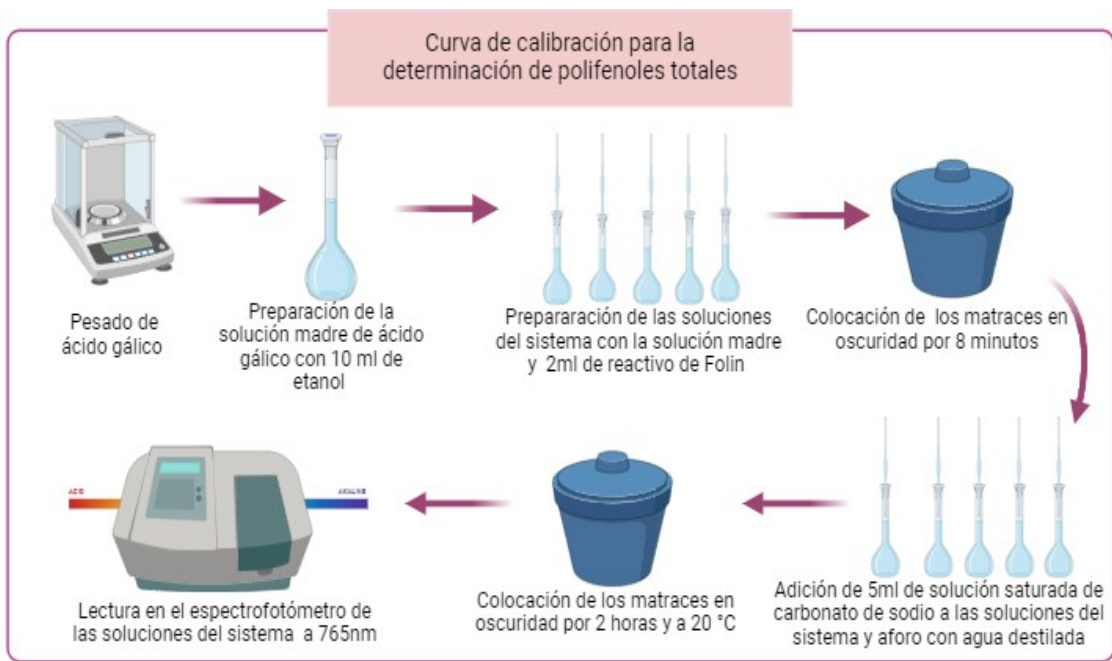 Curva de calibración para la
determinación de polifenoles totales
Pesado de
ácido gálico
Preparación de la
solución madre de ácido
gálico con 10 ml de
etanol
Prepararación de las soluciones
del sistema con la solución madre
y 2ml de reactivo de Folin
Colocación de los matraces en
oscuridad por 8 minutos
Adición de 5ml de solución saturada de
carbonato de sodio a las soluciones del
sistema y aforo con agua destilada
Colocación de los matraces en
oscuridad por 2 horas y a 20 °C
ACID
AKALINE
Lectura en el espectrofotómetro de
las soluciones del sistema a 765nm